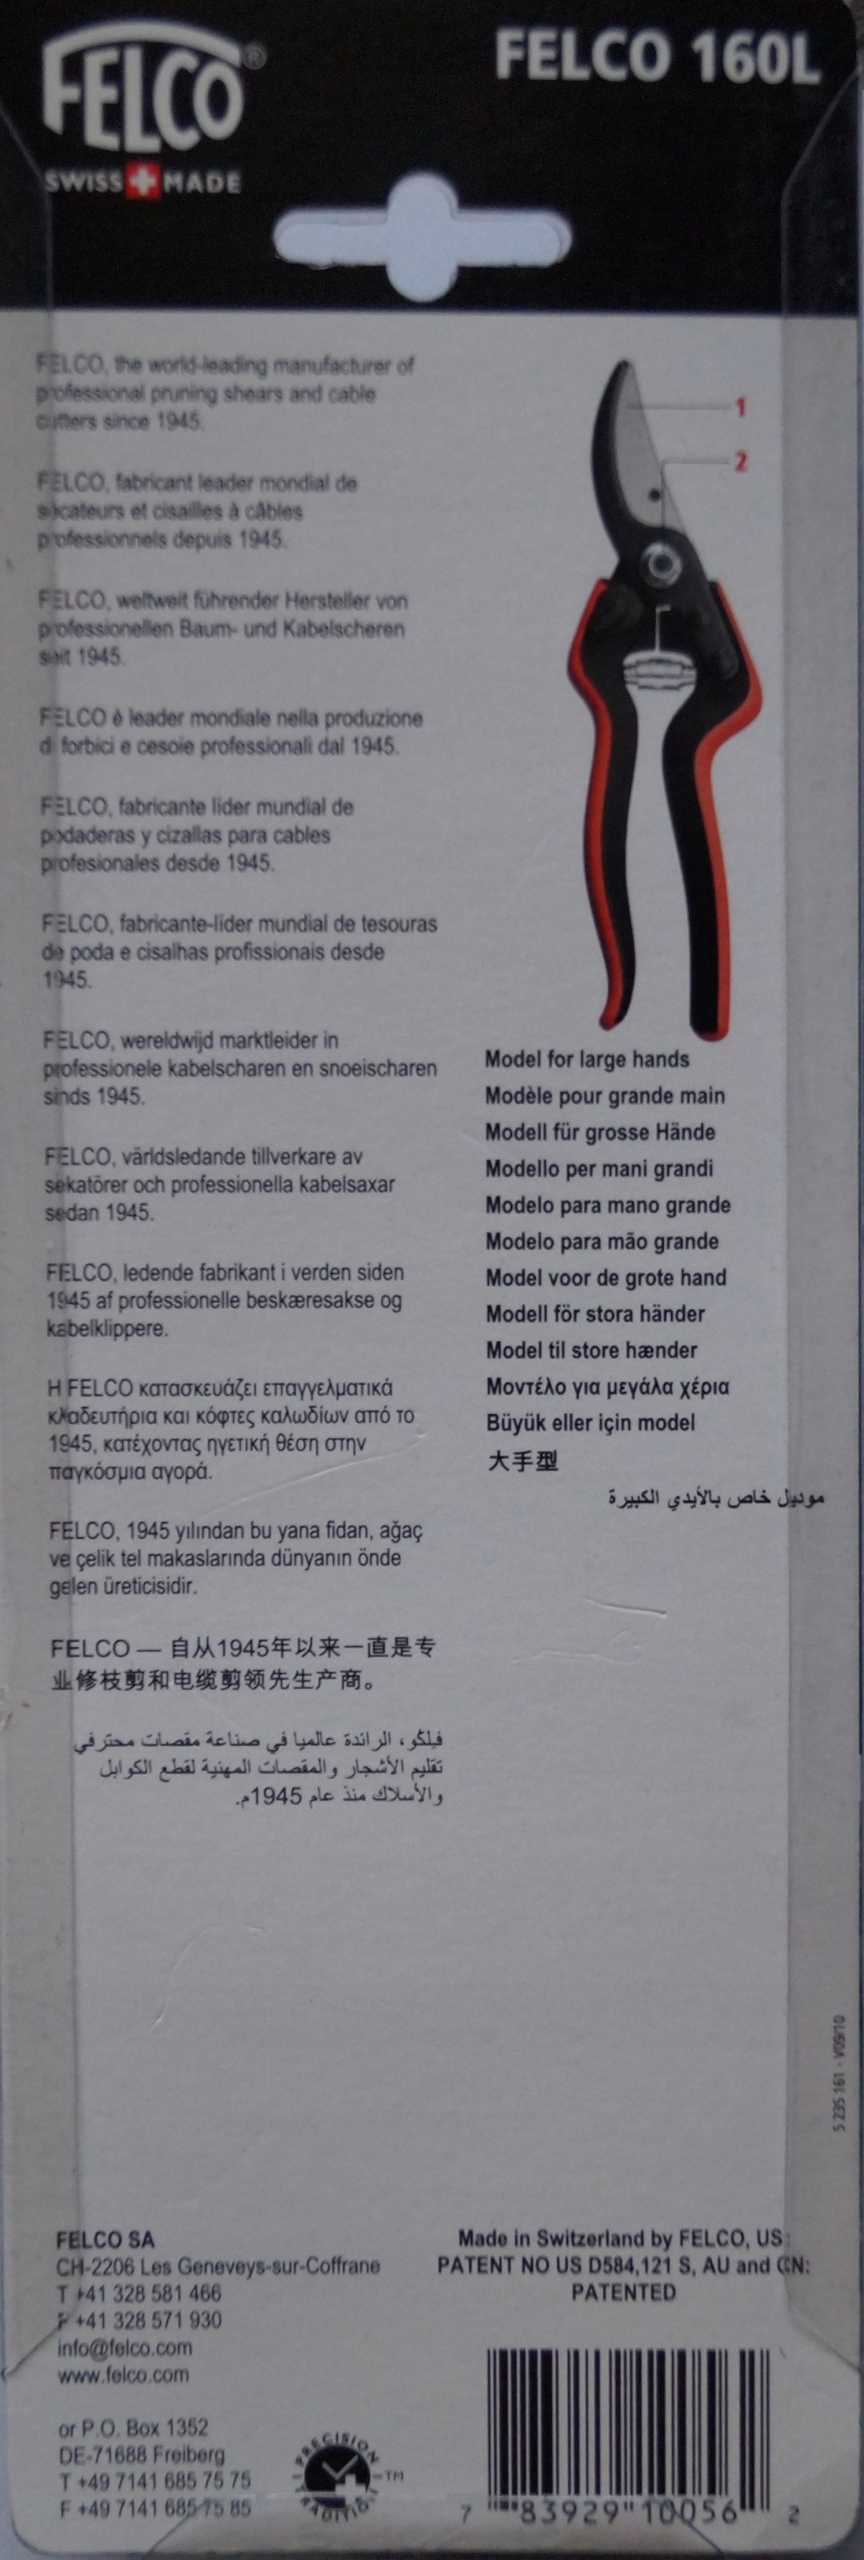 FELCO®
SWISS MADE
FELCO 160L
FELCO, the world-leading manufacturer of
professional pruning shears and cable
cutters since 1945.
FELCO, fabricant leader mondial de
sécateurs et cisailles à câbles
professionnels depuis 1945.
FELCO, weltweit führender Hersteller von
professionellen Baum- und Kabelscheren
seit 1945.
FELCO è leader mondiale nella produzione
di forbici e cesoie professionali dal 1945.
FELCO, fabricante líder mundial de
podaderas y cizallas para cables
profesionales desde 1945.
FELCO, fabricante-líder mundial de tesouras
de poda e cisalhas profissionais desde
1945.
FELCO, wereldwijd marktleider in
professionele kabelscharen en snoeischaren
sinds 1945.
FELCO, världsledande tillverkare av
sekatörer och professionella kabelsaxar
sedan 1945.
FELCO, ledende fabrikant i verden siden
1945 af professionelle beskæresakse og
kabelklippere.
Η FELCO κατασκευάζει επαγγελματικά
κλαδευτήρια και κόφτες καλωδίων από το
1945, κατέχοντας ηγετική θέση στην
παγκόσμια αγορά.
FELCO, 1945 yılından bu yana fidan, ağaç
ve çelik tel makaslarında dünyanın önde
gelen üreticisidir.
FELCO — 自从1945年以来一直是专
业修枝剪和电缆剪领先生产商。
فيلكو، الرائدة عالميا في صناعة مقصات محترفي
تقليم الأشجار والمقصات المهنية لقطع الكوابل
والأسلاك منذ عام 1945م.
1
2
Model for large hands
Modèle pour grande main
Modell für grosse Hände
Modello per mani grandi
Modelo para mano grande
Modelo para mão grande
Model voor de grote hand
Modell för stora händer
Model til store hænder
Μοντέλο για μεγάλα χέρια
Büyük eller için model
大手型
موديل خاص بالأيدي الكبيرة
5 235 161 - V09/10
FELCO SA
CH-2206 Les Geneveys-sur-Coffrane
T +41 328 581 466
F +41 328 571 930
info@felco.com
www.felco.com
or P.O. Box 1352
DE-71688 Freiberg
T +49 7141 685 75 75
F +49 7141 685 75 85
PRECISION
TRADITION
TM
Made in Switzerland by FELCO, US:
PATENT NO US D584,121 S, AU and CN:
PATENTED
7 83929 10056 2